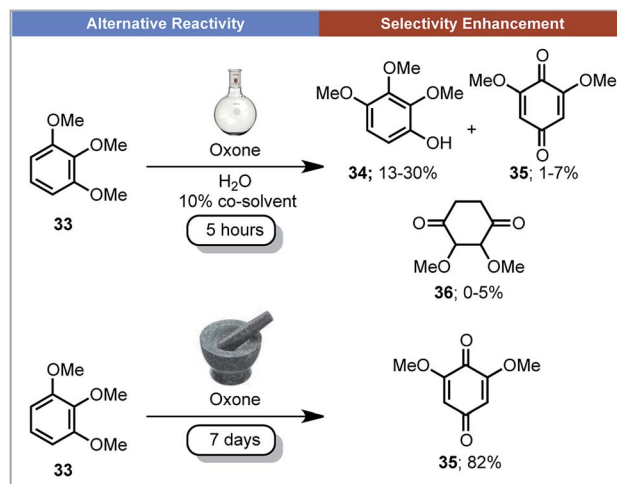 Alternative Reactivity
Selectivity Enhancement
OMe
OMe
OMe
33
Oxone
H₂O
10% co-solvent
5 hours
OMe
MeO
OMe
OH
34; 13-30%
+
O
MeO
OMe
O
35; 1-7%
O
O
MeO
OMe
36; 0-5%
OMe
OMe
OMe
33
Oxone
7 days
O
MeO
OMe
O
35; 82%